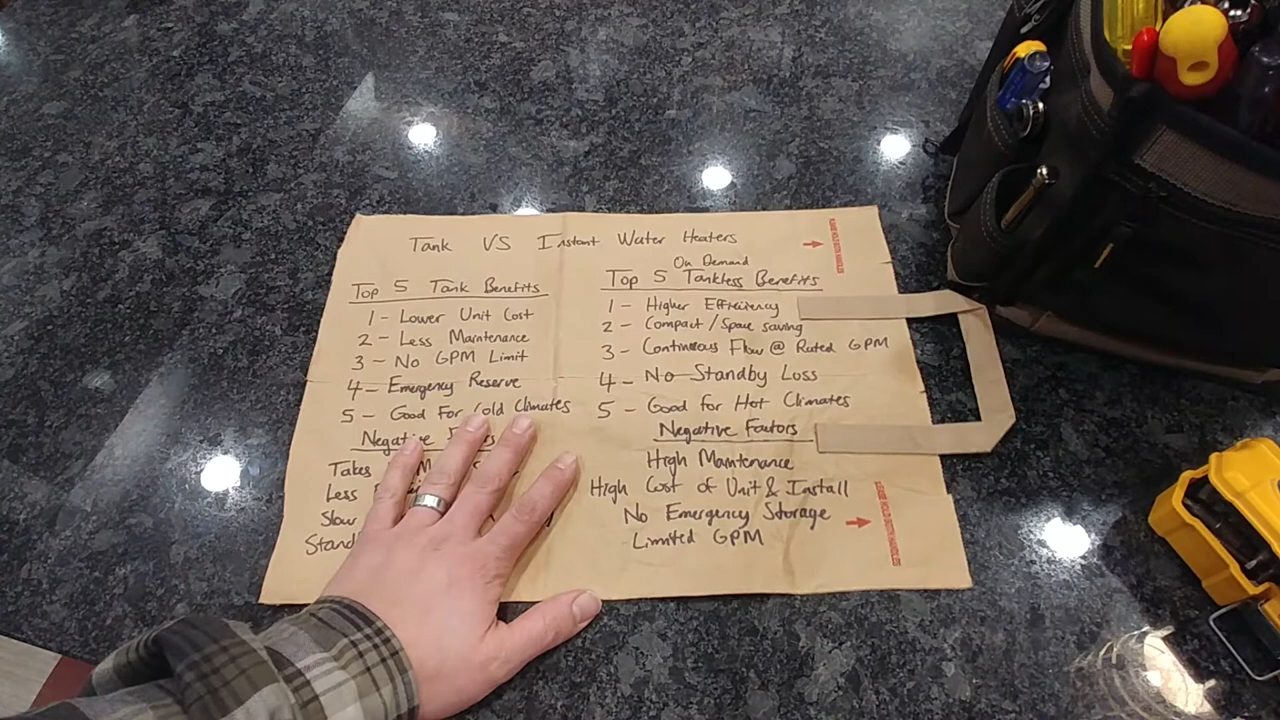 Tank VS Instant Water Heaters
Top 5 Tank Benefits
1 - Lower Unit Cost
2 - Less Maintenance
3 - No GPM Limit
4 - Emergency Reserve
5 - Good For Cold Climates
Negative
Takes
Less
Slow
On Demand
Top 5 Tankless Benefits
1 - Higher Efficiency
2 - Compact / Space saving
3 - Continuous Flow @ Rated GPM
4 - No Standby Loss
5 - Good for Hot Climates
Negative Factors
High Maintenance
High Cost of Unit & Install
No Emergency Storage
Limited GPM